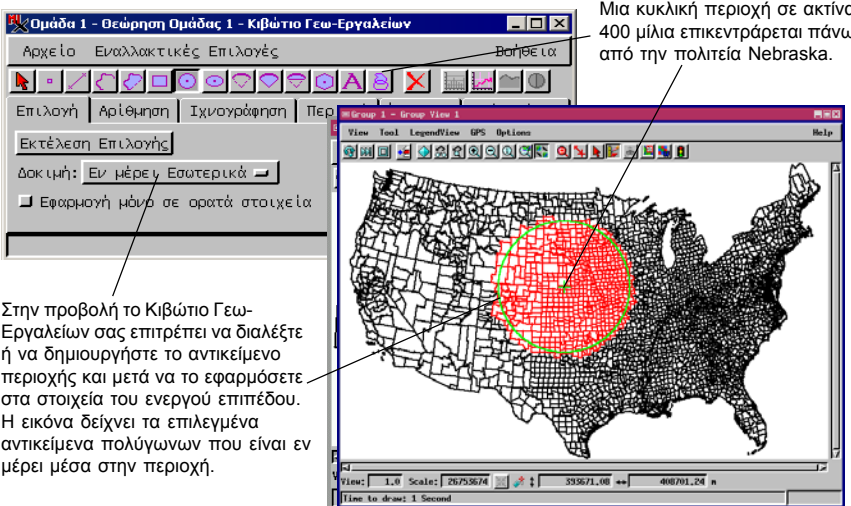 Ομάδα 1 - Θεώρηση Ομάδας 1 - Κιβώτιο Γεω-Εργαλείων
Αρχείο Εναλλακτικές Επιλογές Βοήθεια
Επιλογή Αρίθμηση Ιχνογράφηση Περ
Εκτέλεση Επιλογής
Δοκιμή: Εν μέρει Εσωτερικά
Εφαρμογή μόνο σε ορατά στοιχεία
Μια κυκλική περιοχή σε ακτίνα
400 μίλια επικεντράρεται πάνω
από την πολιτεία Nebraska.
Group 1 - Group View 1
View Tool LegendView GPS Options Help
Στην προβολή το Κιβώτιο Γεω-
Εργαλείων σας επιτρέπει να διαλέξτε
ή να δημιουργήστε το αντικείμενο
περιοχής και μετά να το εφαρμόσετε
στα στοιχεία του ενεργού επιπέδου.
Η εικόνα δείχνει τα επιλεγμένα
αντικείμενα πολύγωνων που είναι εν
μέρει μέσα στην περιοχή.
View: 1.0 Scale: 26753674 393671.08 408701.24 m
Time to draw: 1 Second